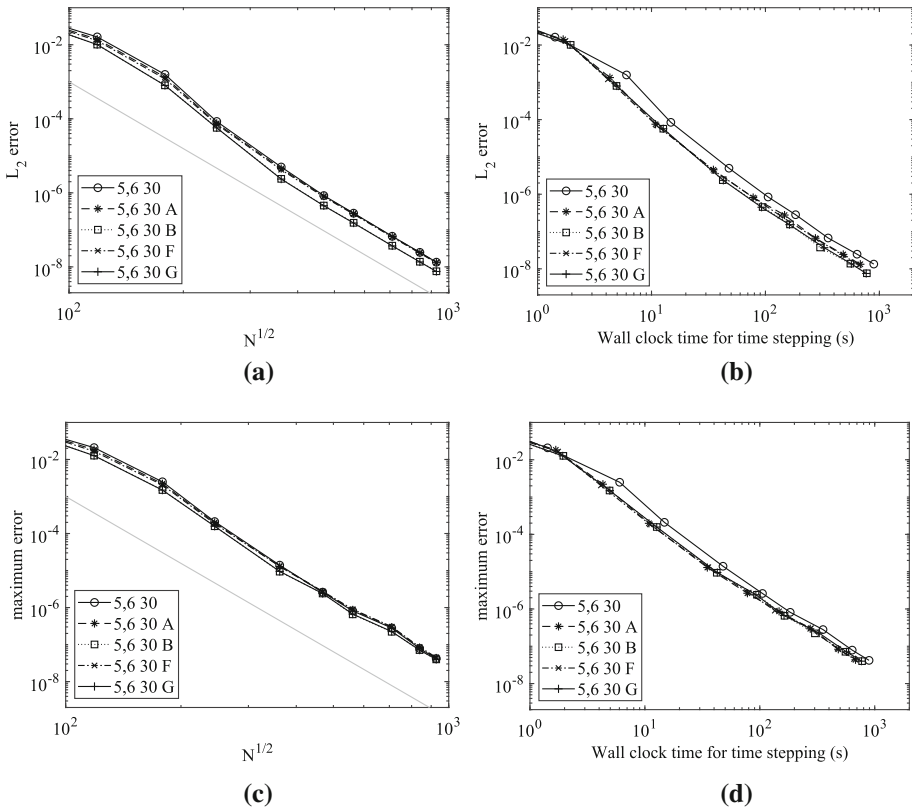 10^-2
10^-4
10^-6
10^-8
L_2 error
5,6 30
5,6 30 A
5,6 30 B
5,6 30 F
5,6 30 G
10^2
10^3
N^1/2
(a)
10^-2
10^-4
10^-6
10^-8
L_2 error
5,6 30
5,6 30 A
5,6 30 B
5,6 30 F
5,6 30 G
10^0
10^1
10^2
10^3
Wall clock time for time stepping (s)
(b)
10^-2
10^-4
10^-6
10^-8
maximum error
5,6 30
5,6 30 A
5,6 30 B
5,6 30 F
5,6 30 G
10^2
10^3
N^1/2
(c)
10^-2
10^-4
10^-6
10^-8
maximum error
5,6 30
5,6 30 A
5,6 30 B
5,6 30 F
5,6 30 G
10^0
10^1
10^2
10^3
Wall clock time for time stepping (s)
(d)